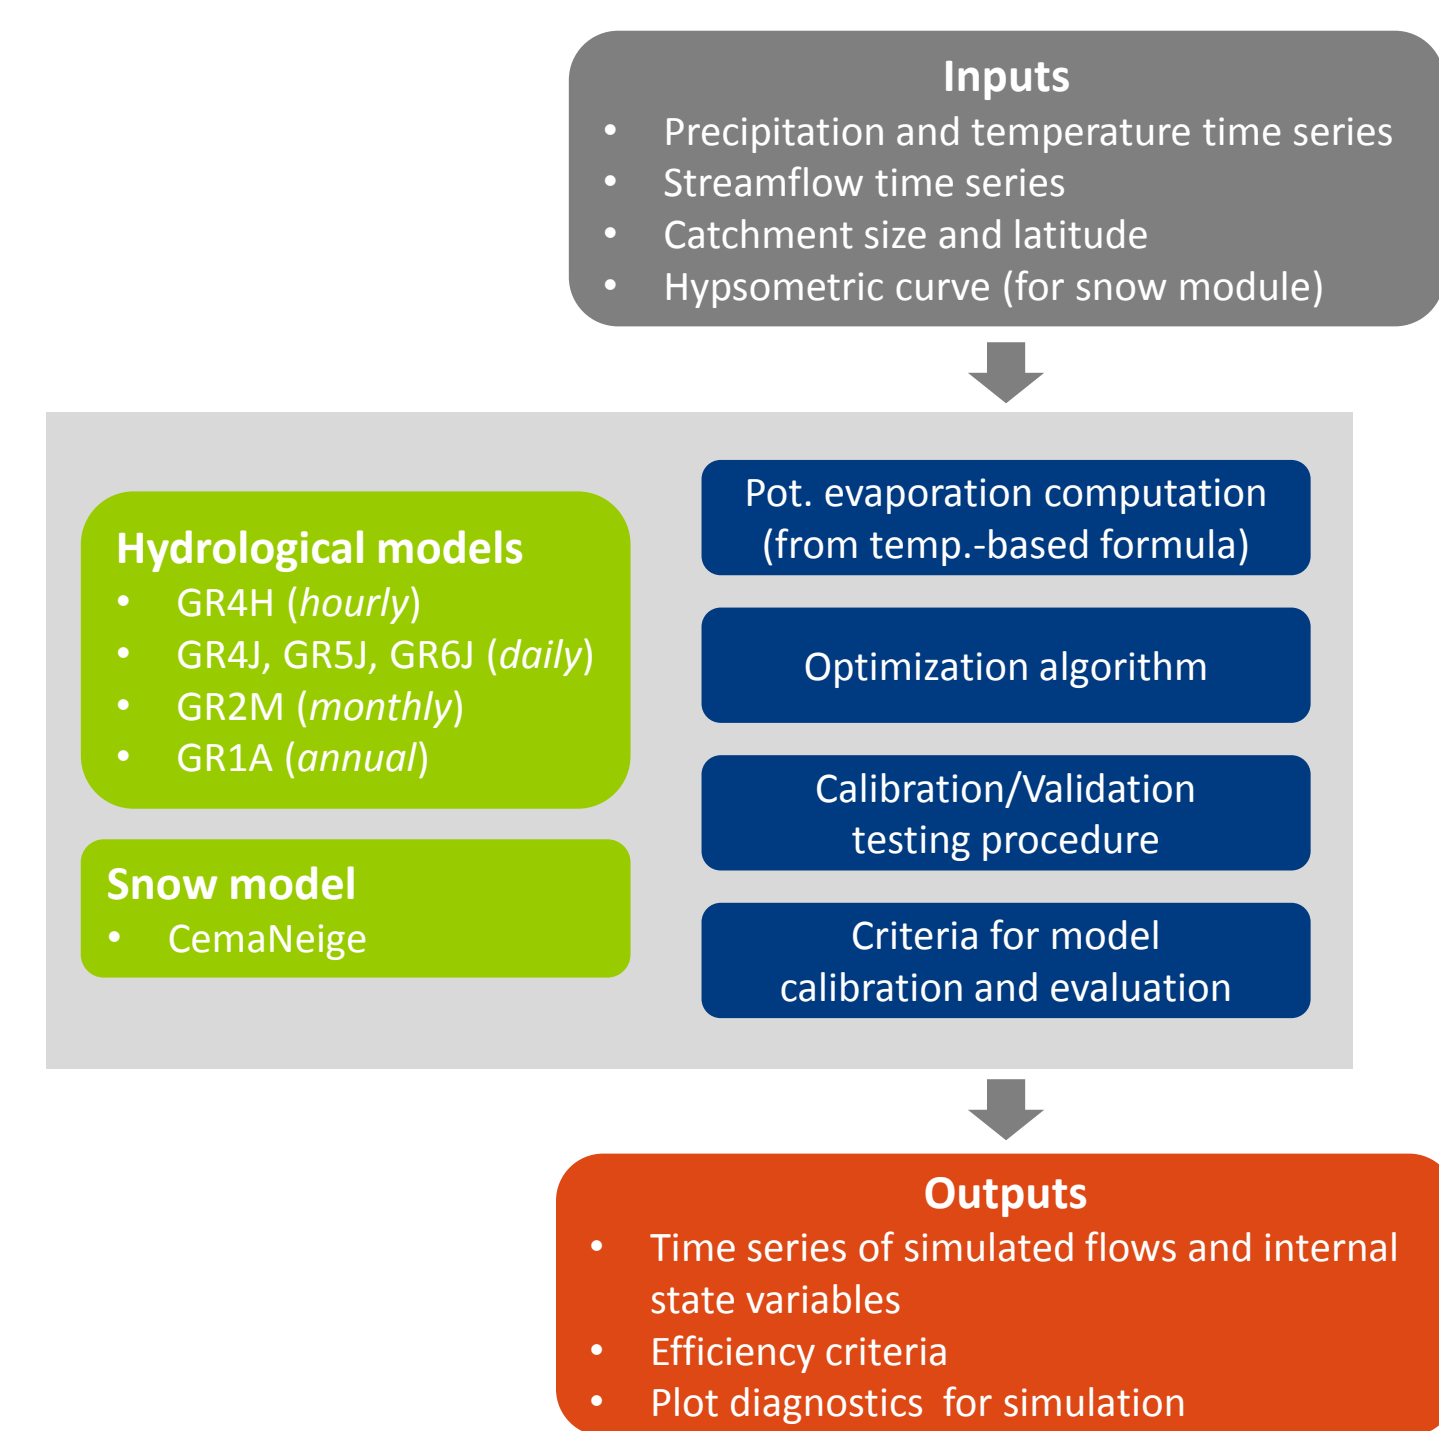 Inputs
• Precipitation and temperature time series
• Streamflow time series
• Catchment size and latitude
• Hypsometric curve (for snow module)
Hydrological models
• GR4H (hourly)
• GR4J, GR5J, GR6J (daily)
• GR2M (monthly)
• GR1A (annual)
Snow model
• CemaNeige
Pot. evaporation computation
(from temp.-based formula)
Optimization algorithm
Calibration/Validation
testing procedure
Criteria for model
calibration and evaluation
Outputs
• Time series of simulated flows and internal
state variables
• Efficiency criteria
• Plot diagnostics for simulation